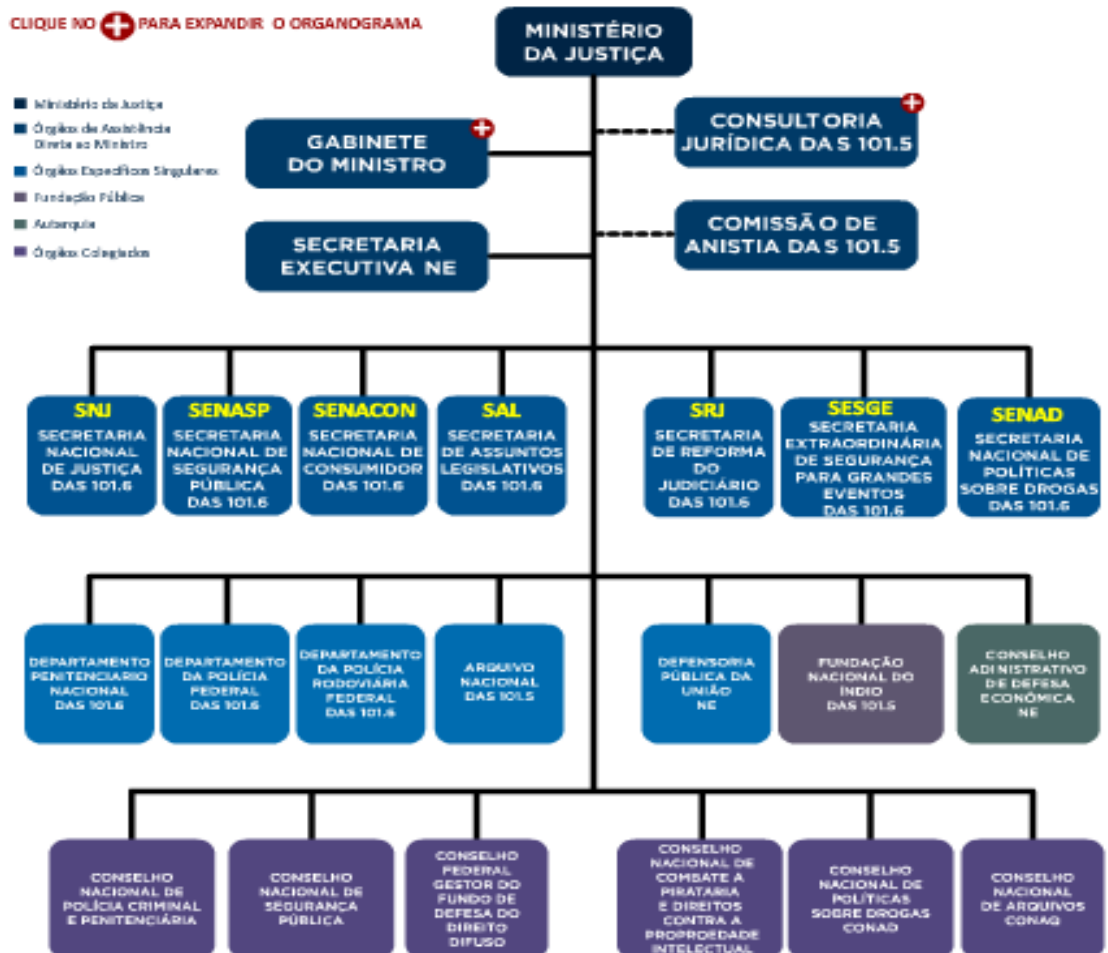 CLIQUE NO + PARA EXPANDIR O ORGANOGRAMA
MINISTÉRIO
DA JUSTIÇA
Ministério da Justiça
Órgãos de Assistência
Direta ao Ministro
Órgãos Específicos Singulares
Fundação Pública
Autarquia
Órgãos Colegiados
GABINETE
DO MINISTRO
+
CONSULTORIA
JURÍDICA DAS 101.5
+
SECRETARIA
EXECUTIVA NE
COMISSÃO DE
ANISTIA DAS 101.5
SNJ
SECRETARIA
NACIONAL
DE JUSTIÇA
DAS 101.6
SENASP
SECRETARIA
NACIONAL DE
SEGURANÇA
PÚBLICA
DAS 101.6
SENACON
SECRETARIA
NACIONAL DE
CONSUMIDOR
DAS 101.6
SAL
SECRETARIA
DE ASSUNTOS
LEGISLATIVOS
DAS 101.6
SRJ
SECRETARIA
DE REFORMA
DO
JUDICIÁRIO
DAS 101.6
SESGE
SECRETARIA
EXTRAORDINÁRIA
DE SEGURANÇA
PARA GRANDES
EVENTOS
DAS 101.6
SENAD
SECRETARIA
NACIONAL DE
POLÍTICAS
SOBRE DROGAS
DAS 101.6
DEPARTAMENTO
PENITENCIARIO
NACIONAL
DAS 101.6
DEPARTAMENTO
DA POLÍCIA
FEDERAL
DAS 101.6
DEPARTAMENTO
DA POLÍCIA
RODOVIÁRIA
FEDERAL
DAS 101.6
ARQUIVO
NACIONAL
DAS 101.5
DEFENSORIA
PÚBLICA DA
UNIÃO
NE
FUNDAÇÃO
NACIONAL DO
ÍNDIO
DAS 101.5
CONSELHO
ADINISTRATIVO
DE DEFESA
ECONÔMICA
NE
CONSELHO
NACIONAL DE
POLÍCIA CRIMINAL
E PENITENCIÁRIA
CONSELHO
NACIONAL DE
SEGURANÇA
PÚBLICA
CONSELHO
FEDERAL
GESTOR DO
FUNDO DE
DEFESA DO
DIREITO
DIFUSO
CONSELHO
NACIONAL DE
COMBATE A
PIRATARIA
E DIREITOS
CONTRA A
PROPROEDADE
INTELECTUAL
CONSELHO
NACIONAL DE
POLÍTICAS
SOBRE DROGAS
CONAD
CONSELHO
NACIONAL
DE ARQUIVOS
CONAQ